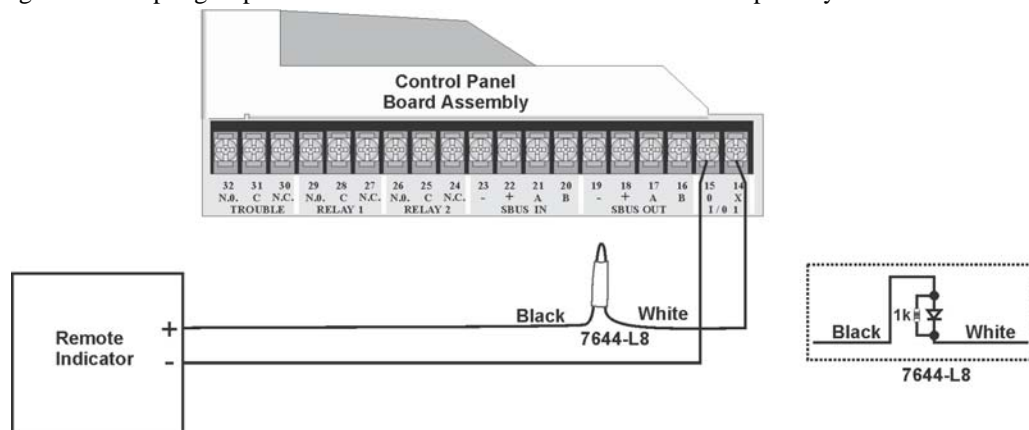 Control Panel
Board Assembly
32 31 30 29 28 27 26 25 24 23 22 21 20 19 18 17 16 15 14
N.O. C N.C. N.O. C N.C. N.O. C N.C. - + A B - + A B 0 X
TROUBLE RELAY 1 RELAY 2 SBUS IN SBUS OUT I/0 1
Black White
7644-L8
Remote
Indicator
+
-
1k
Black White
7644-L8